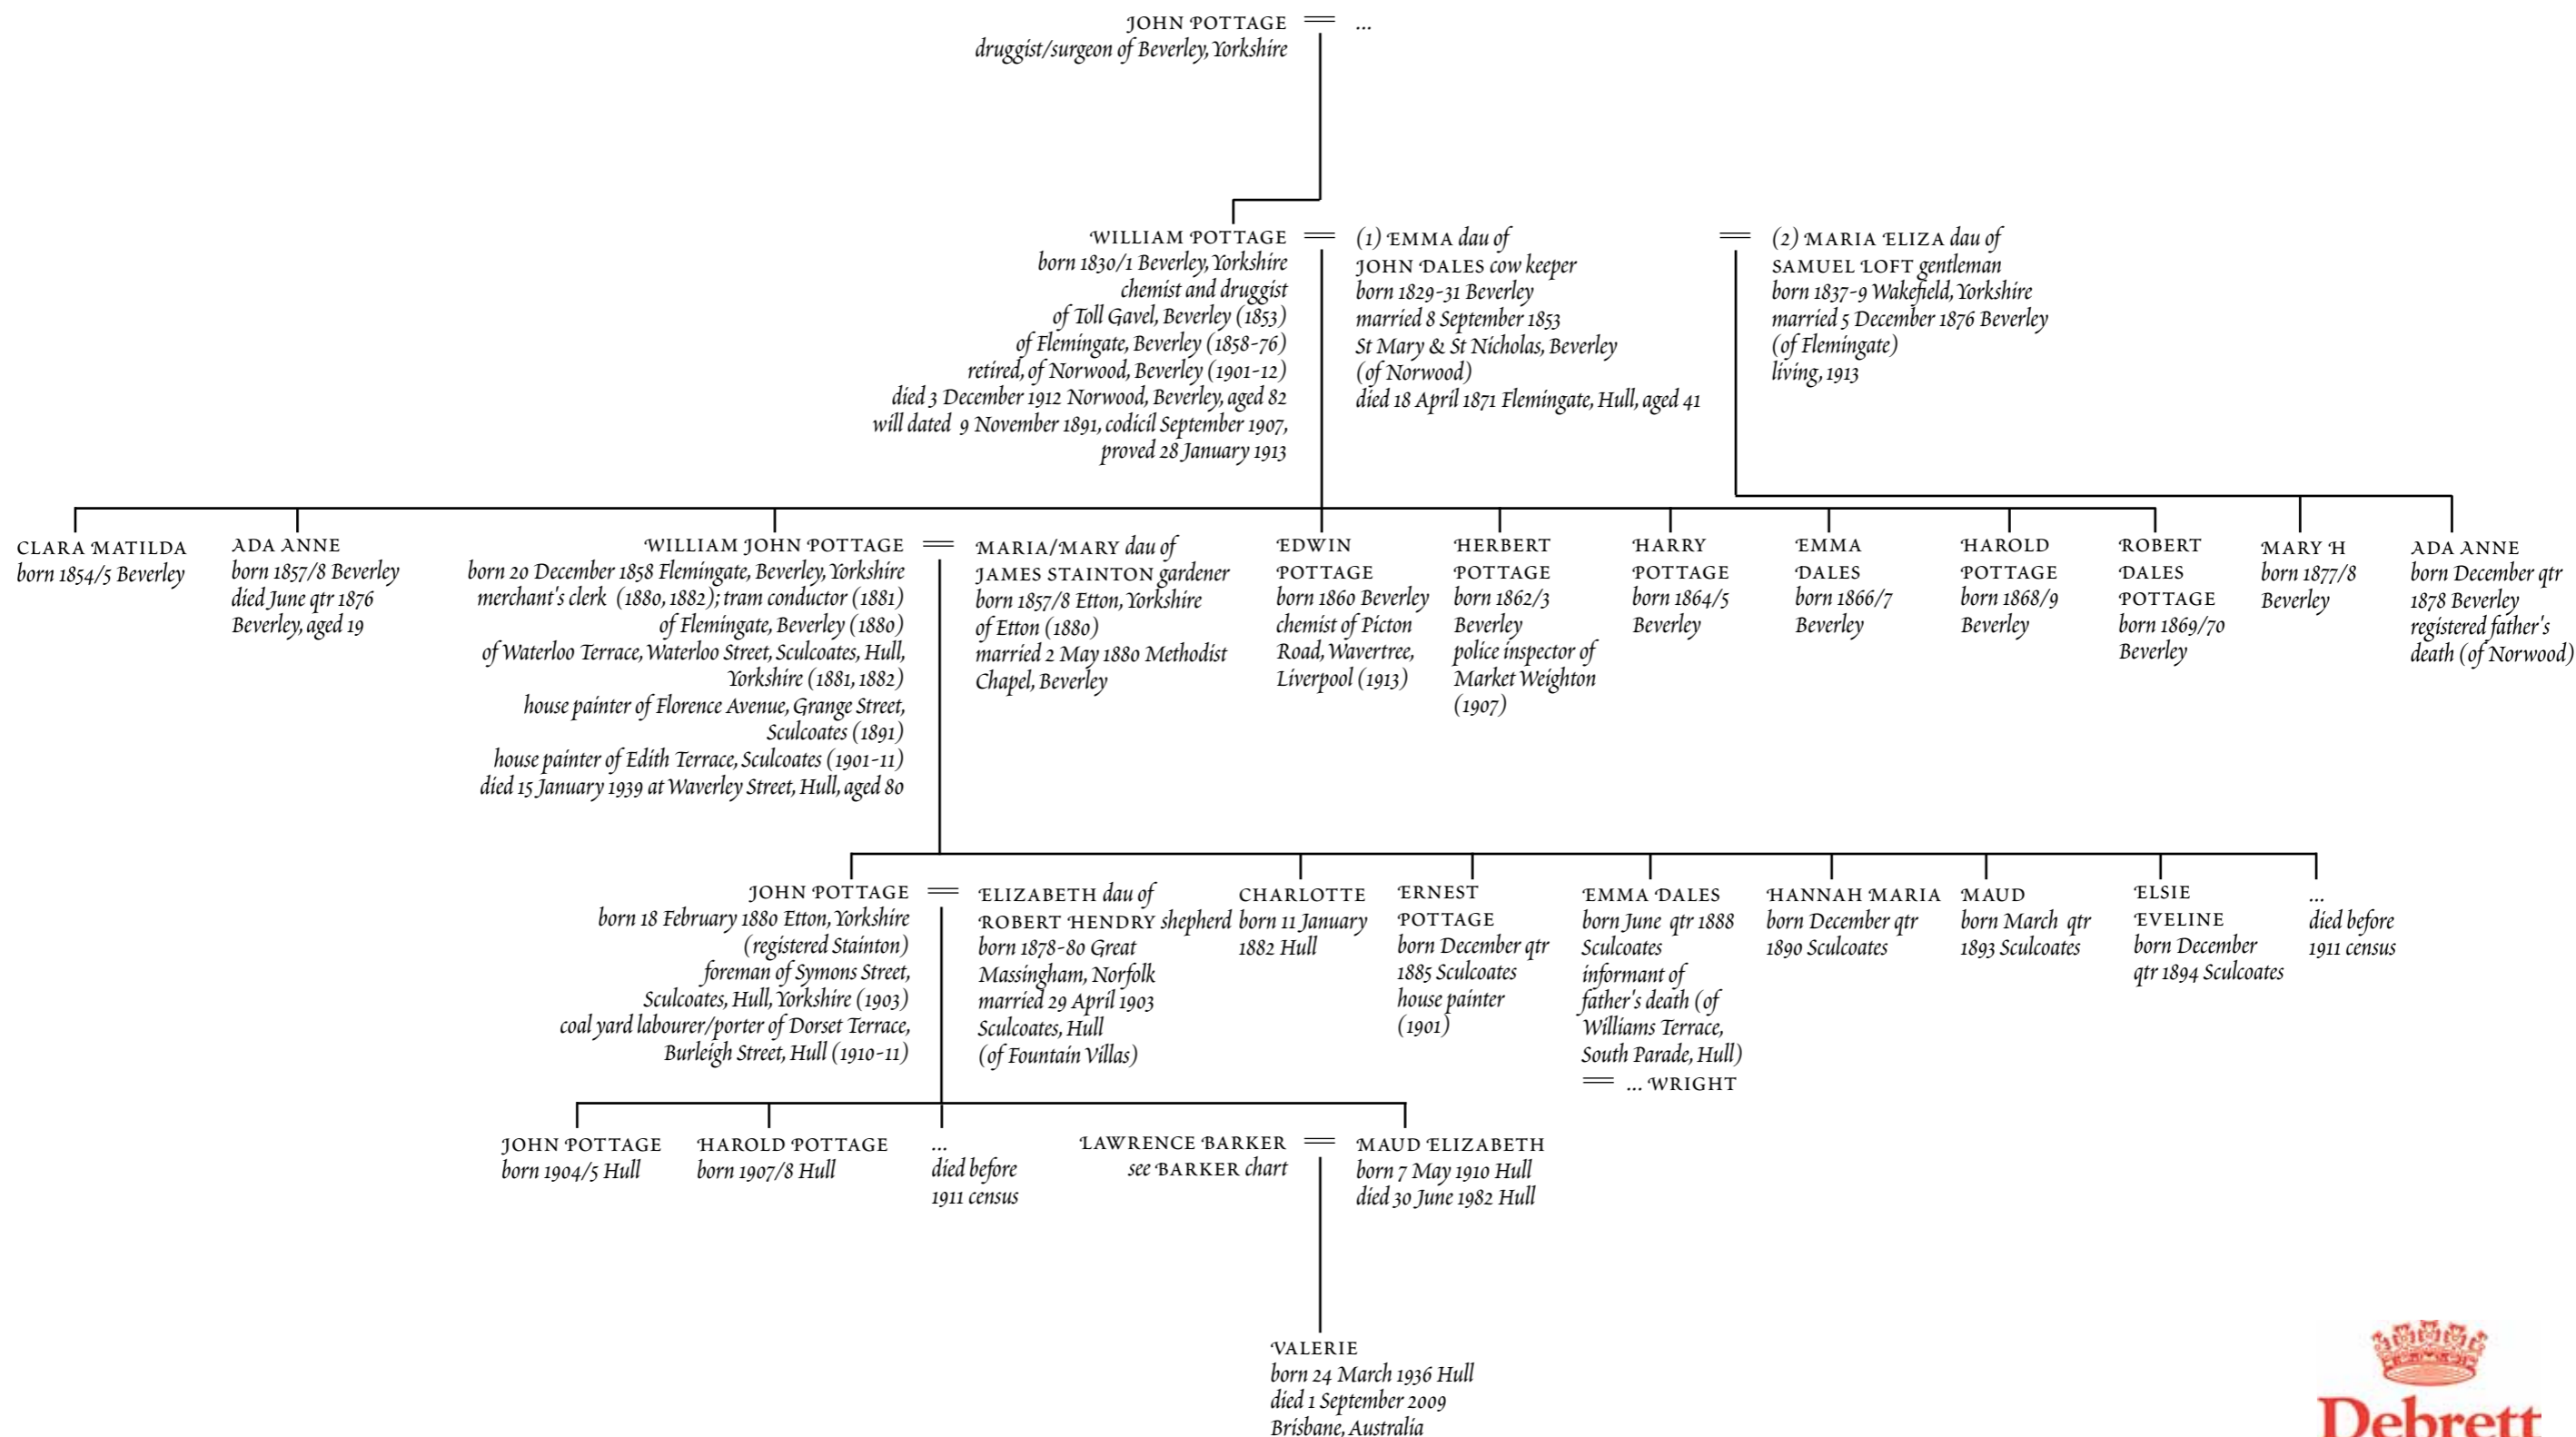 JOHN POTTAGE
...
druggist/surgeon of Beverley, Yorkshire
WILLIAM POTTAGE
born 1830/1 Beverley, Yorkshire
chemist and druggist
of Toll Gavel, Beverley (1853)
of Flemingate, Beverley (1858-76)
retired, of Norwood, Beverley (1901-12)
died 3 December 1912 Norwood, Beverley, aged 82
will dated 9 November 1891, codicil September 1907,
proved 28 January 1913
(1) EMMA dau of
JOHN DALES cow keeper
born 1829-31 Beverley
married 8 September 1853
St Mary & St Nicholas, Beverley
(of Norwood)
died 18 April 1871 Flemingate, Hull, aged 41
(2) MARIA ELIZA dau of
SAMUEL LOFT gentleman
born 1837-9 Wakefield, Yorkshire
married 5 December 1876 Beverley
(of Flemingate)
living, 1913
CLARA MATILDA
born 1854/5 Beverley
ADA ANNE
born 1857/8 Beverley
died June qtr 1876
Beverley, aged 19
WILLIAM JOHN POTTAGE
born 20 December 1858 Flemingate, Beverley, Yorkshire
merchant's clerk (1880, 1882); tram conductor (1881)
of Flemingate, Beverley (1880)
of Waterloo Terrace, Waterloo Street, Sculcoates, Hull,
Yorkshire (1881, 1882)
house painter of Florence Avenue, Grange Street,
Sculcoates (1891)
house painter of Edith Terrace, Sculcoates (1901-11)
died 15 January 1939 at Waverley Street, Hull, aged 80
MARIA/MARY dau of
JAMES STAINTON gardener
born 1857/8 Etton, Yorkshire
of Etton (1880)
married 2 May 1880 Methodist
Chapel, Beverley
EDWIN
POTTAGE
born 1860 Beverley
chemist of Picton
Road, Wavertree,
Liverpool (1913)
HERBERT
POTTAGE
born 1862/3
Beverley
police inspector of
Market Weighton
(1907)
HARRY
POTTAGE
born 1864/5
Beverley
EMMA
DALES
born 1866/7
Beverley
HAROLD
POTTAGE
born 1868/9
Beverley
ROBERT
DALES
POTTAGE
born 1869/70
Beverley
MARY H
born 1877/8
Beverley
ADA ANNE
born December qtr
1878 Beverley
registered father's
death (of Norwood)
JOHN POTTAGE
born 18 February 1880 Etton, Yorkshire
(registered Stainton)
foreman of Symons Street,
Sculcoates, Hull, Yorkshire (1903)
coal yard labourer/porter of Dorset Terrace,
Burleigh Street, Hull (1910-11)
ELIZABETH dau of
ROBERT HENDRY shepherd
born 1878-80 Great
Massingham, Norfolk
married 29 April 1903
Sculcoates, Hull
(of Fountain Villas)
CHARLOTTE
born 11 January
1882 Hull
ERNEST
POTTAGE
born December qtr
1885 Sculcoates
house painter
(1901)
EMMA DALES
born June qtr 1888
Sculcoates
informant of
father's death (of
Williams Terrace,
South Parade, Hull)
... WRIGHT
HANNAH MARIA
born December qtr
1890 Sculcoates
MAUD
born March qtr
1893 Sculcoates
ELSIE
EVELINE
born December
qtr 1894 Sculcoates
...
died before
1911 census
JOHN POTTAGE
born 1904/5 Hull
HAROLD POTTAGE
born 1907/8 Hull
...
died before
1911 census
LAWRENCE BARKER
see BARKER chart
MAUD ELIZABETH
born 7 May 1910 Hull
died 30 June 1982 Hull
VALERIE
born 24 March 1936 Hull
died 1 September 2009
Brisbane, Australia
Debrett